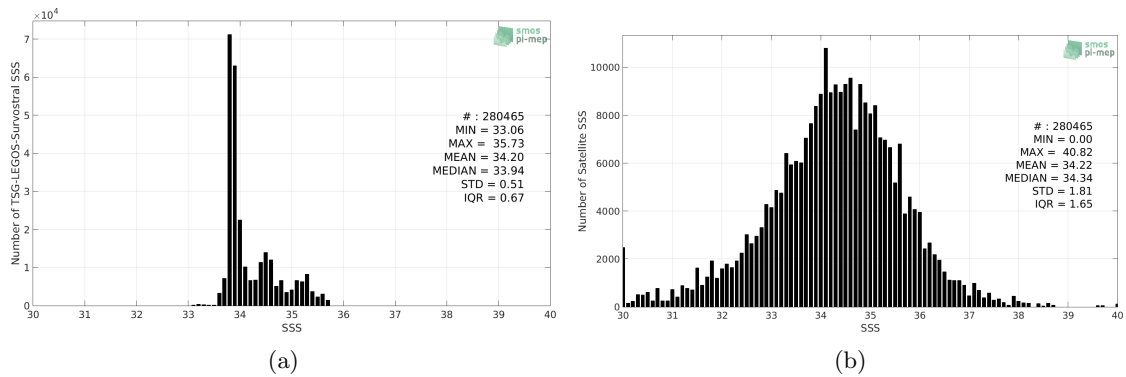 ×10⁴
smos
pi-mep
7
6
5
4
3
2
1
0
Number of TSG-LEGOS-Survostral SSS
# : 280465
MIN = 33.06
MAX = 35.73
MEAN = 34.20
MEDIAN = 33.94
STD = 0.51
IQR = 0.67
30 31 32 33 34 35 36 37 38 39 40
SSS
(a)
smos
pi-mep
10000
8000
6000
4000
2000
0
Number of Satellite SSS
# : 280465
MIN = 0.00
MAX = 40.82
MEAN = 34.22
MEDIAN = 34.34
STD = 1.81
IQR = 1.65
30 31 32 33 34 35 36 37 38 39 40
SSS
(b)